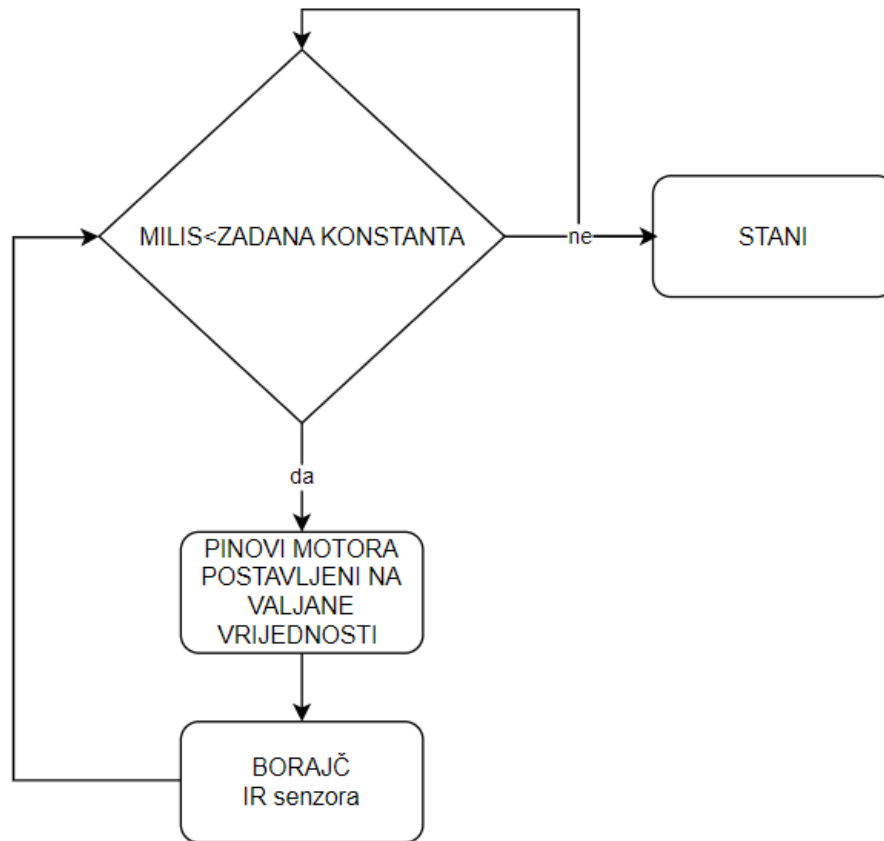 MILIS<ZADANA KONSTANTA
ne
STANI
da
PINOVI MOTORA
POSTAVLJENI NA
VALJANE
VRIJEDNOSTI
BORAJČ
IR senzora